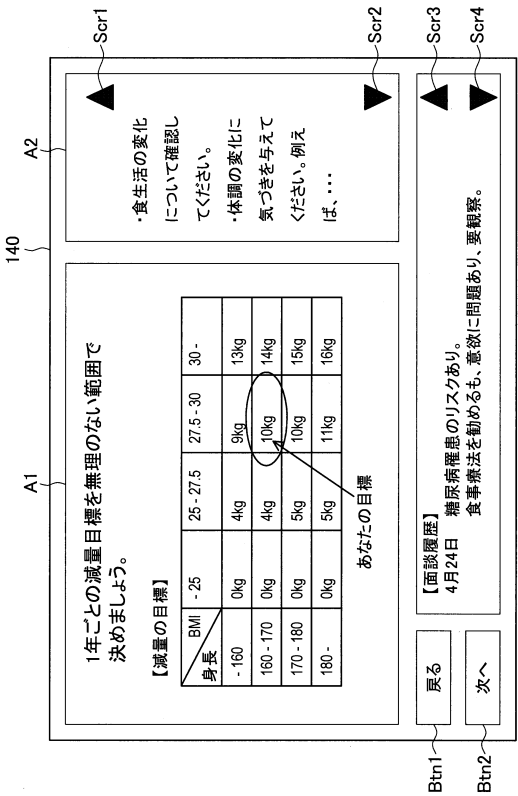 140
A1
A2
1年ごとの減量目標を無理のない範囲で
決めましょう。
【減量の目標】
BMI
身長
- 25
25 - 27.5
27.5 - 30
30 -
- 160 0kg 4kg 9kg 13kg
160 - 170 0kg 4kg 10kg 14kg
170 - 180 0kg 5kg 10kg 15kg
180 - 0kg 5kg 11kg 16kg
あなたの目標
・食生活の変化
について確認し
てください。
・体調の変化に
気づきを与えて
ください。例え
ば、・・・
Scr1
Scr2
Btn1
戻る
Btn2
次へ
【面談履歴】
4月24日 糖尿病罹患のリスクあり。
食事療法を勧めるも、意欲に問題あり、要観察。
Scr3
Scr4